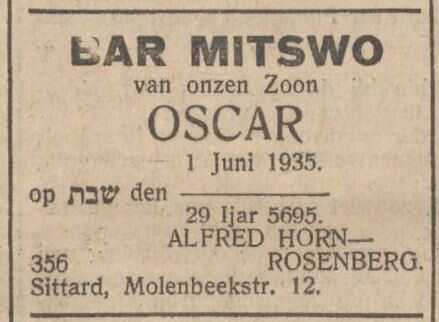 BAR MITSWO
van onzen Zoon
OSCAR
1 Juni 1935.
op שבת den
29 Ijar 5695.
ALFRED HORN—
356 ROSENBERG.
Sittard, Molenbeekstr. 12.